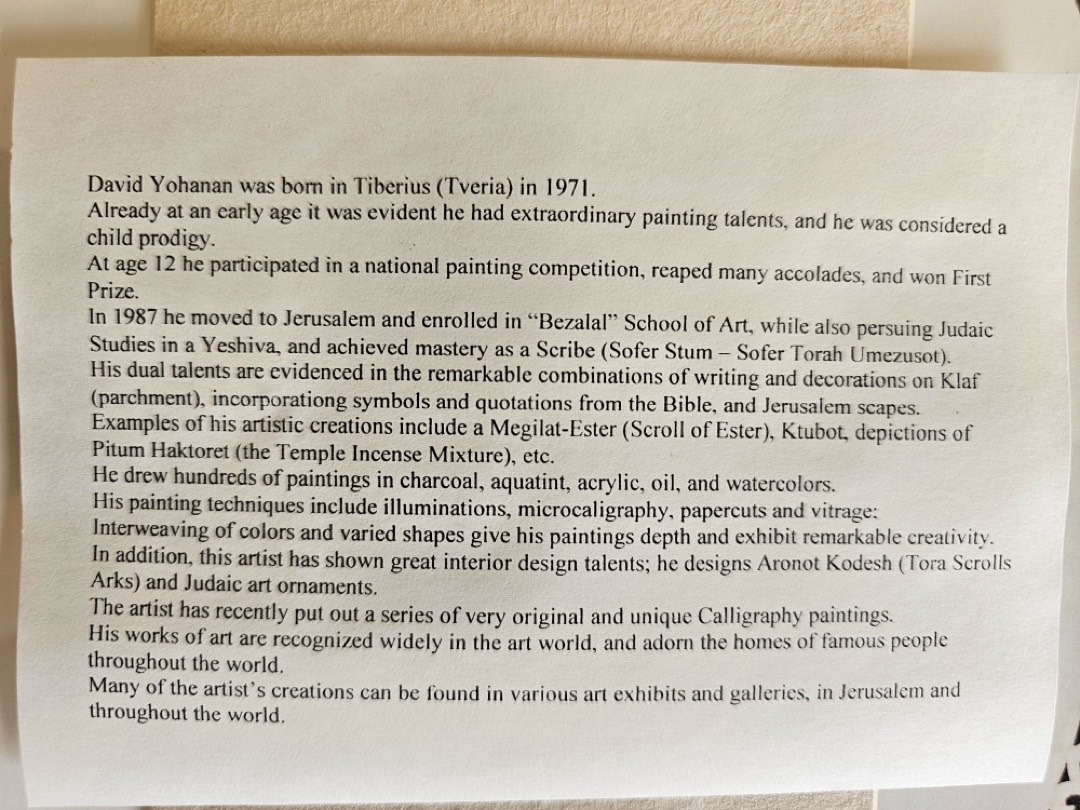 David Yohanan was born in Tiberius (Tveria) in 1971.
Already at an early age it was evident he had extraordinary painting talents, and he was considered a
child prodigy.
At age 12 he participated in a national painting competition, reaped many accolades, and won First
Prize.
In 1987 he moved to Jerusalem and enrolled in “Bezalal” School of Art, while also persuing Judaic
Studies in a Yeshiva, and achieved mastery as a Scribe (Sofer Stum – Sofer Torah Umezusot).
His dual talents are evidenced in the remarkable combinations of writing and decorations on Klaf
(parchment), incorporationg symbols and quotations from the Bible, and Jerusalem scapes.
Examples of his artistic creations include a Megilat-Ester (Scroll of Ester), Ktubot, depictions of
Pitum Haktoret (the Temple Incense Mixture), etc.
He drew hundreds of paintings in charcoal, aquatint, acrylic, oil, and watercolors.
His painting techniques include illuminations, microcaligraphy, papercuts and vitrage:
Interweaving of colors and varied shapes give his paintings depth and exhibit remarkable creativity.
In addition, this artist has shown great interior design talents; he designs Aronot Kodesh (Tora Scrolls
Arks) and Judaic art ornaments.
The artist has recently put out a series of very original and unique Calligraphy paintings.
His works of art are recognized widely in the art world, and adorn the homes of famous people
throughout the world.
Many of the artist’s creations can be found in various art exhibits and galleries, in Jerusalem and
throughout the world.